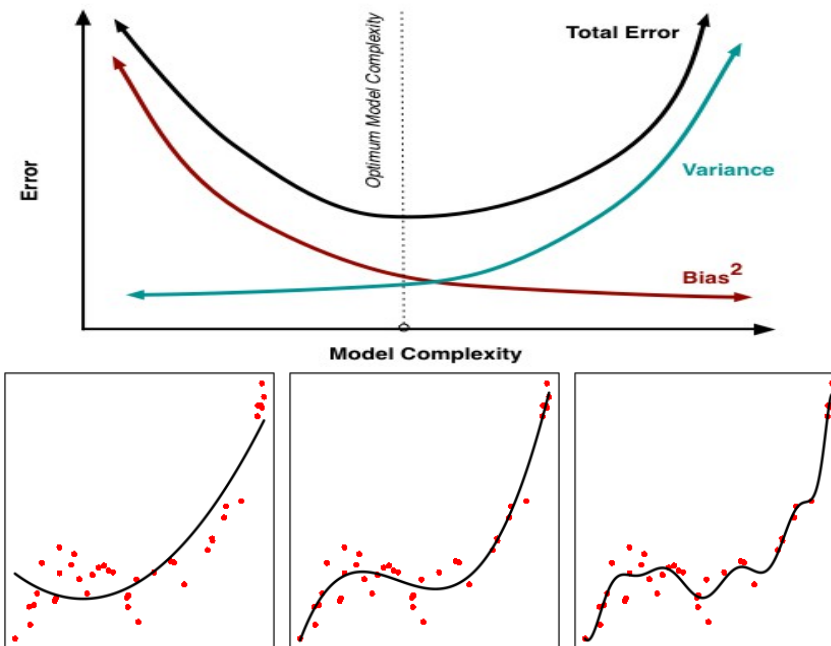 Total Error
Optimum Model Complexity
Variance
Error
Bias²
Model Complexity